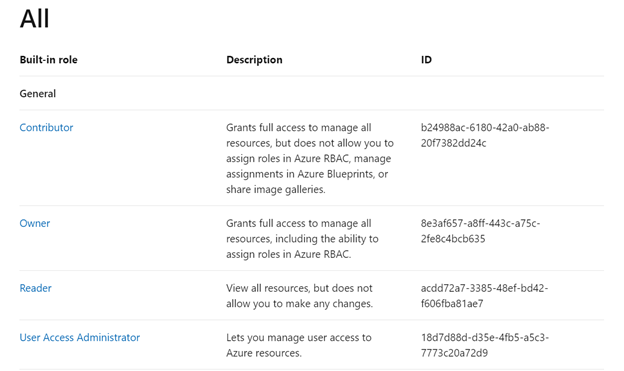 All
Built-in role Description ID
General
Contributor Grants full access to manage all b24988ac-6180-42a0-ab88-
resources, but does not allow you to 20f7382dd24c
assign roles in Azure RBAC, manage
assignments in Azure Blueprints, or
share image galleries.
Owner Grants full access to manage all 8e3af657-a8ff-443c-a75c-
resources, including the ability to 2fe8c4bcb635
assign roles in Azure RBAC.
Reader View all resources, but does not acdd72a7-3385-48ef-bd42-
allow you to make any changes. f606fba81ae7
User Access Administrator Lets you manage user access to 18d7d88d-d35e-4fb5-a5c3-
Azure resources. 7773c20a72d9